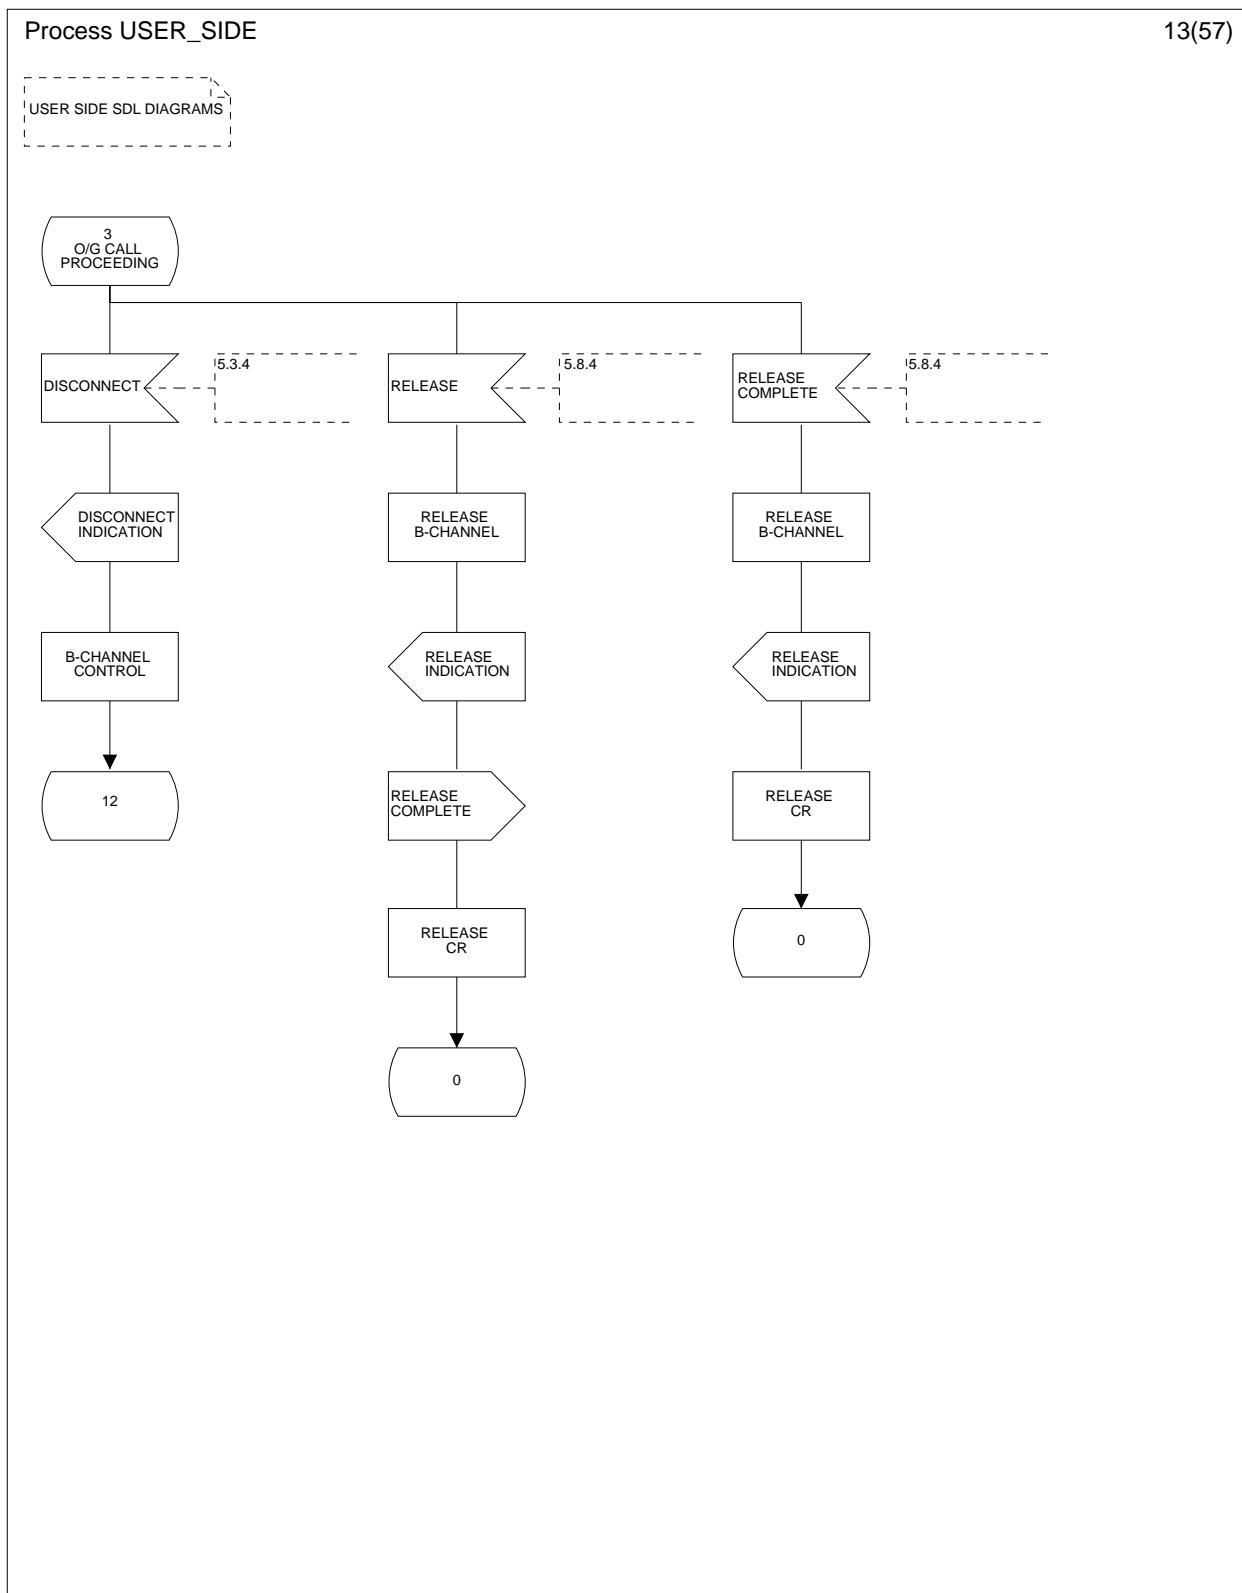 Process USER_SIDE
13(57)
USER SIDE SDL DIAGRAMS
3
O/G CALL
PROCEEDING
DISCONNECT
5.3.4
RELEASE
5.8.4
RELEASE
COMPLETE
5.8.4
DISCONNECT
INDICATION
RELEASE
B-CHANNEL
RELEASE
B-CHANNEL
B-CHANNEL
CONTROL
RELEASE
INDICATION
RELEASE
INDICATION
12
RELEASE
COMPLETE
RELEASE
CR
RELEASE
CR
0
0